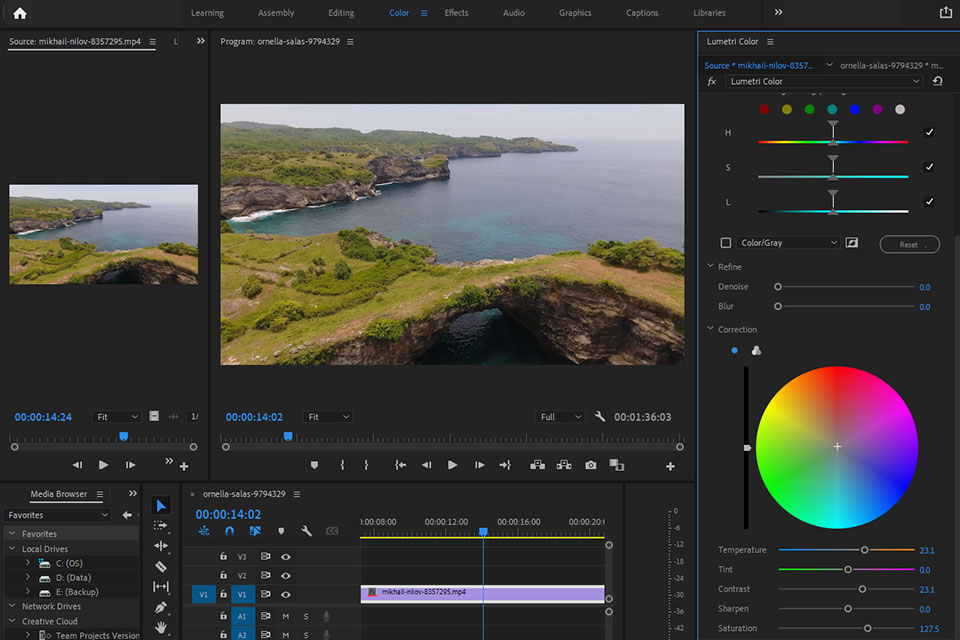 Learning Assembly Editing Color Effects Audio Graphics Captions Libraries
Source: mikhail-nilov-8357295.mp4 L
Program: ornella-salas-9794329
Lumetri Color
Source * mikhail-nilov-8357... ornella-salas-9794329 * m...
fx Lumetri Color
H
S
L
Color/Gray Reset
Refine
Denoise 0.0
Blur 0.0
Correction
00:00:14:24 Fit 1/
00:00:14:02 Fit Full 00:01:36:03
Temperature 23.1
Tint 0.0
Contrast 23.1
Sharpen 0.0
Saturation 127.5
Media Browser
Favorites
Favorites
Local Drives
C: (OS)
D: (Data)
E: (Backup)
Network Drives
Creative Cloud
Team Projects Version
× ornella-salas-9794329
00:00:14:02
:00:08:00 00:00:12:00 00:00:16:00 00:00:20:
CC
V3
V2
V1 V1 fx mikhail-nilov-8357295.mp4
A1 M S
A2 M S
0
-6
-12
-18
-24
-30
-36
-42